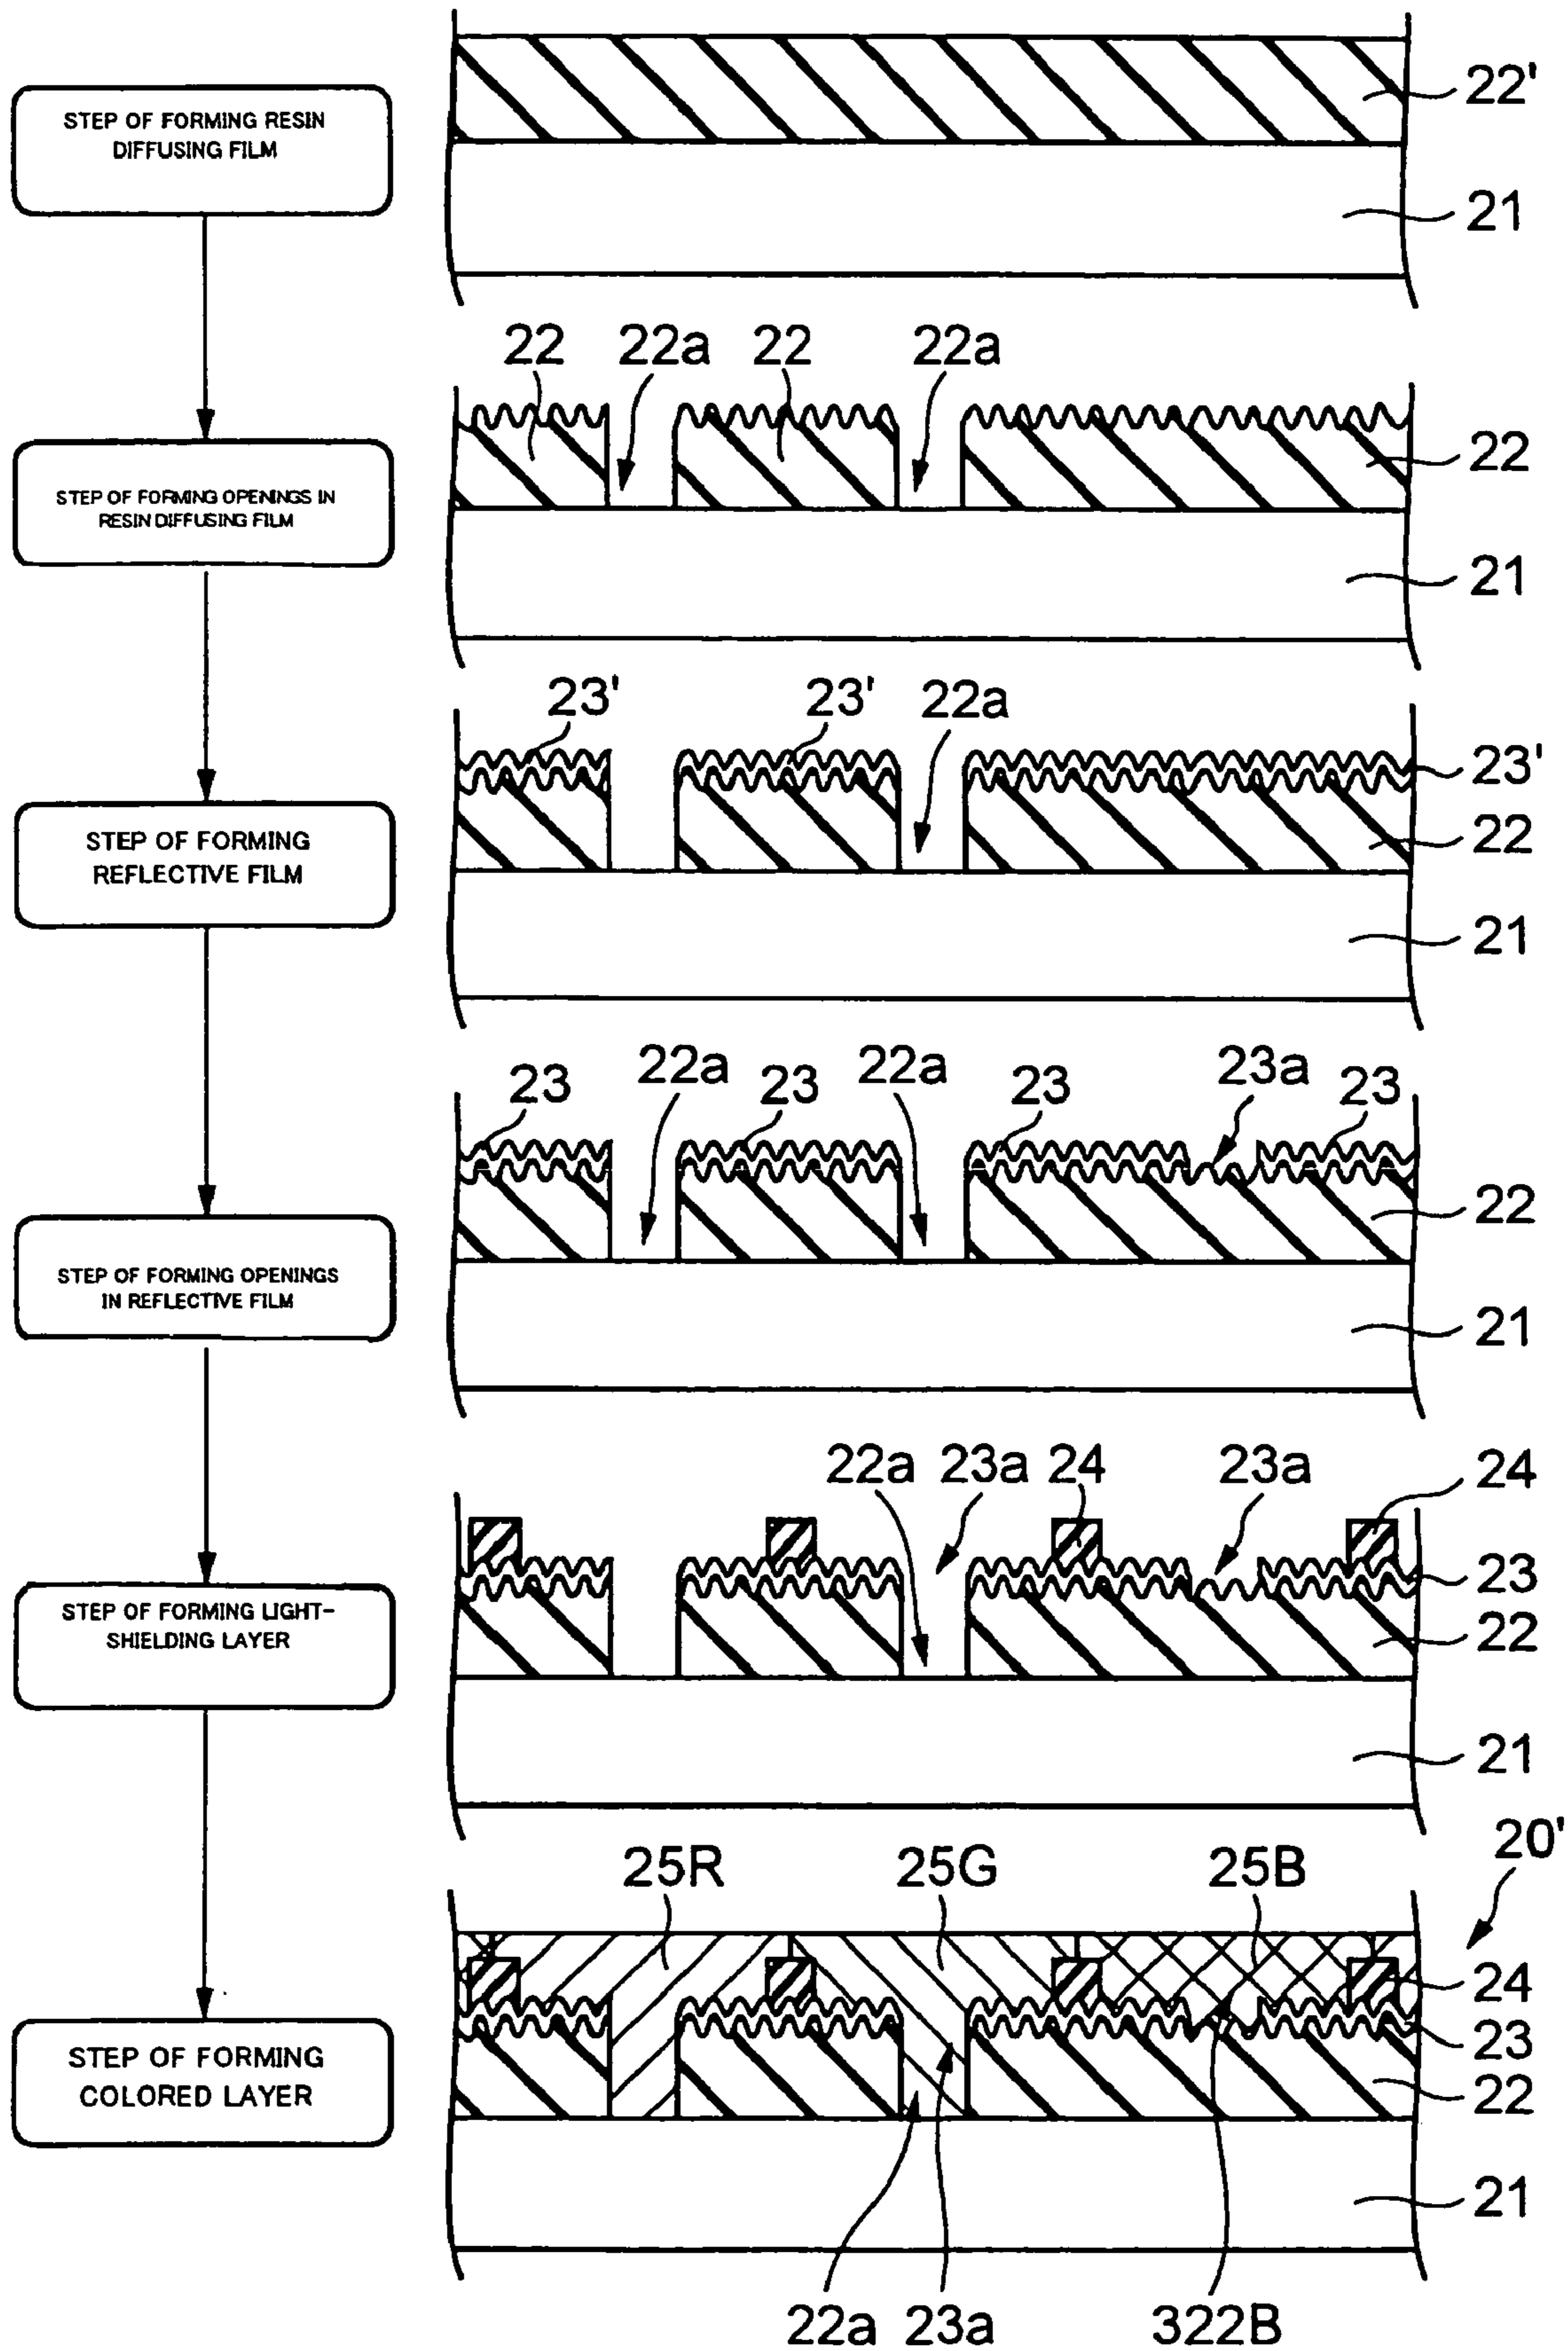 22'
STEP OF FORMING RESIN
DIFFUSING FILM
21
22 22a 22 22a
22
STEP OF FORMING OPENINGS IN
RESIN DIFFUSING FILM
21
23' 23' 22a
23'
STEP OF FORMING
REFLECTIVE FILM
22
21
23 22a 23 22a 23 23a 23
22
STEP OF FORMING OPENINGS
IN REFLECTIVE FILM
21
22a 23a 24 23a 24
23
STEP OF FORMING LIGHT-
SHIELDING LAYER
22
21
20'
25R 25G 25B
24
23
STEP OF FORMING
COLORED LAYER
22
21
22a 23a 322B